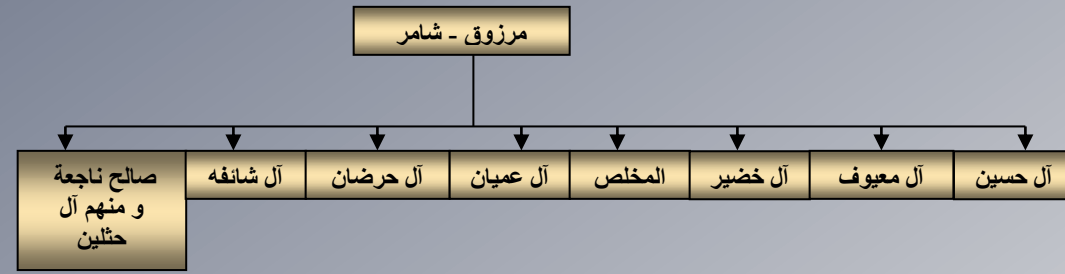 مرزوق - شامر
آل حسين
آل معيوف
آل خضير
المخلص
آل عميان
آل حرضان
آل شائفه
صالح ناجعة
و منهم آل
حثلين